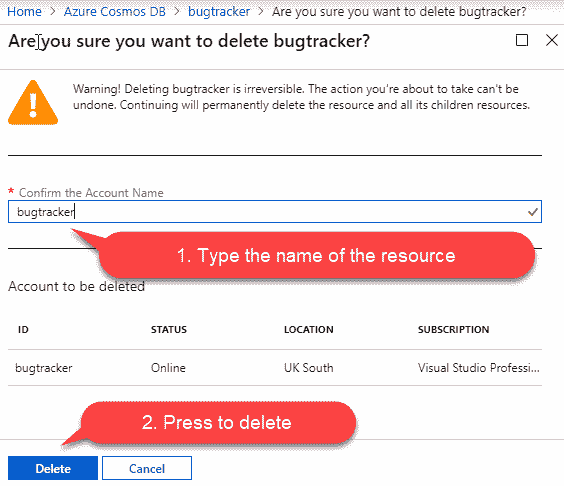 Home > Azure Cosmos DB > bugtracker > Are you sure you want to delete bugtracker?
Are you sure you want to delete bugtracker?
Warning! Deleting bugtracker is irreversible. The action you're about to take can't be
undone. Continuing will permanently delete the resource and all its children resources.
* Confirm the Account Name
bugtracker
1. Type the name of the resource
Account to be deleted
ID STATUS LOCATION SUBSCRIPTION
bugtracker Online UK South Visual Studio Professi...
2. Press to delete
Delete Cancel